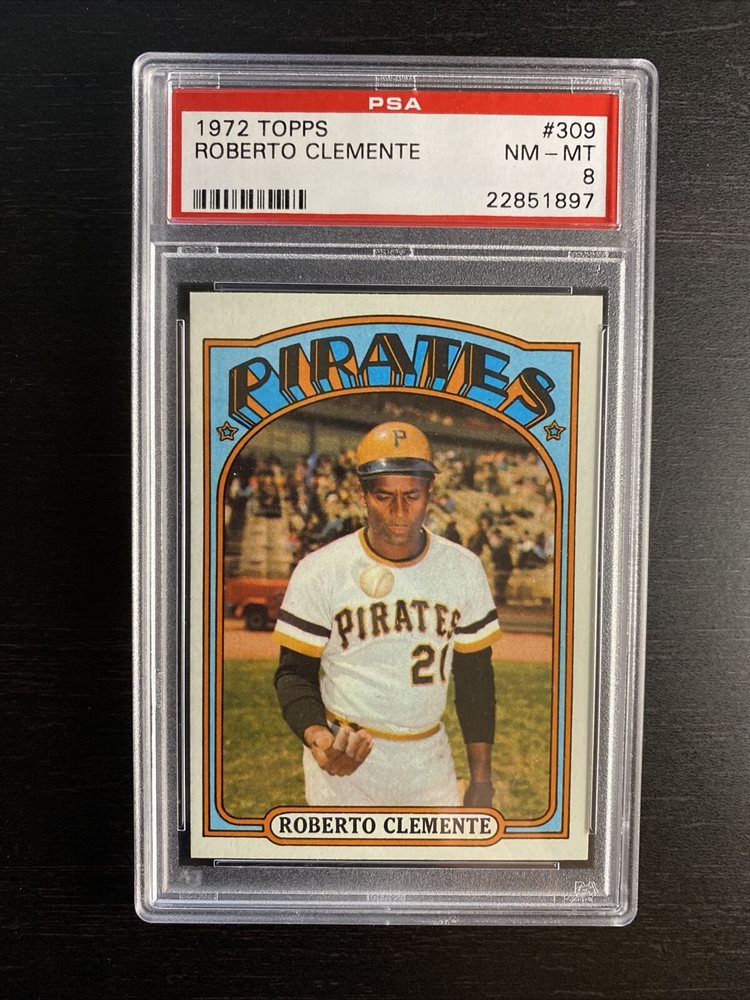 PSA
1972 TOPPS #309
ROBERTO CLEMENTE NM - MT
8
22851897
PIRATES
P
PIRATES
21
ROBERTO CLEMENTE